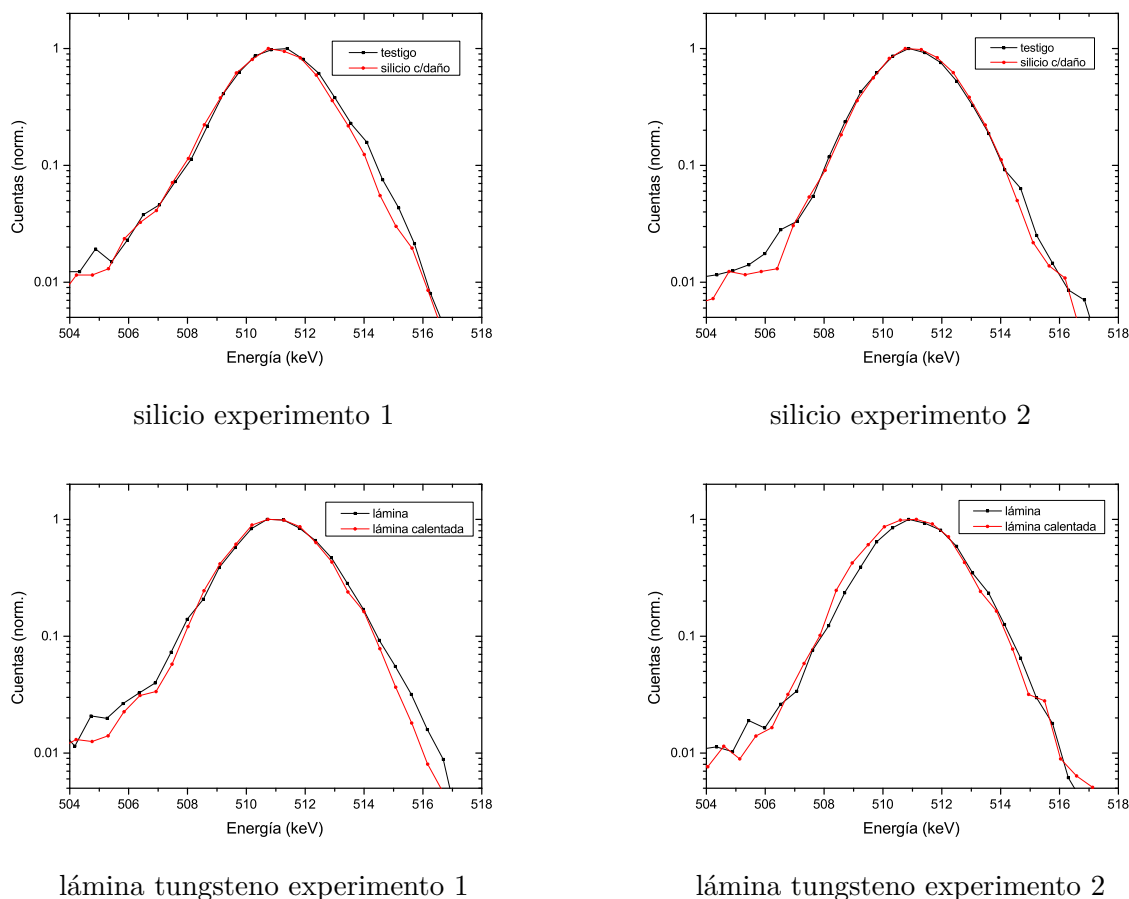 testigo
silicio c/daño
1
0.1
0.01
Cuentas (norm.)
504 506 508 510 512 514 516 518
Energía (keV)
silicio experimento 1
testigo
silicio c/daño
1
0.1
0.01
Cuentas (norm.)
504 506 508 510 512 514 516 518
Energía (keV)
silicio experimento 2
lámina
lámina calentada
1
0.1
0.01
Cuentas (norm.)
504 506 508 510 512 514 516 518
Energía (keV)
lámina tungsteno experimento 1
lámina
lámina calentada
1
0.1
0.01
Cuentas (norm.)
504 506 508 510 512 514 516 518
Energía (keV)
lámina tungsteno experimento 2